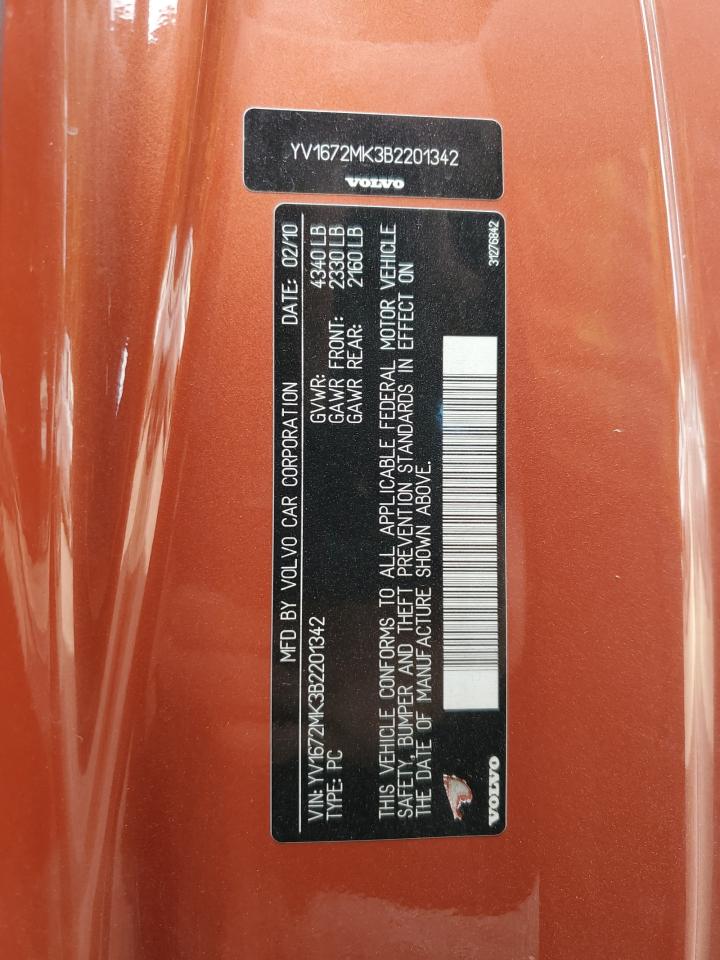 YV1672MK3B2201342
VOLVO
MFD BY VOLVO CAR CORPORATION DATE: 02/10
VIN: YV1672MK3B2201342 GVWR: 4340 LB
TYPE: PC GAWR FRONT: 2330 LB
GAWR REAR: 2160 LB
THIS VEHICLE CONFORMS TO ALL APPLICABLE FEDERAL MOTOR VEHICLE
SAFETY, BUMPER AND THEFT PREVENTION STANDARDS IN EFFECT ON
THE DATE OF MANUFACTURE SHOWN ABOVE.
VOLVO 31276842